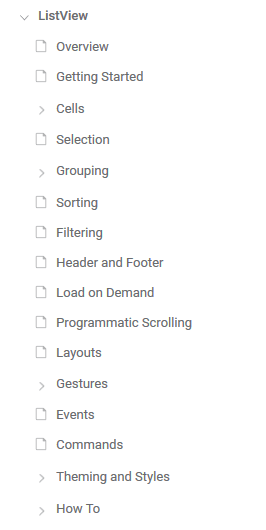 ListView
Overview
Getting Started
Cells
Selection
Grouping
Sorting
Filtering
Header and Footer
Load on Demand
Programmatic Scrolling
Layouts
Gestures
Events
Commands
Theming and Styles
How To